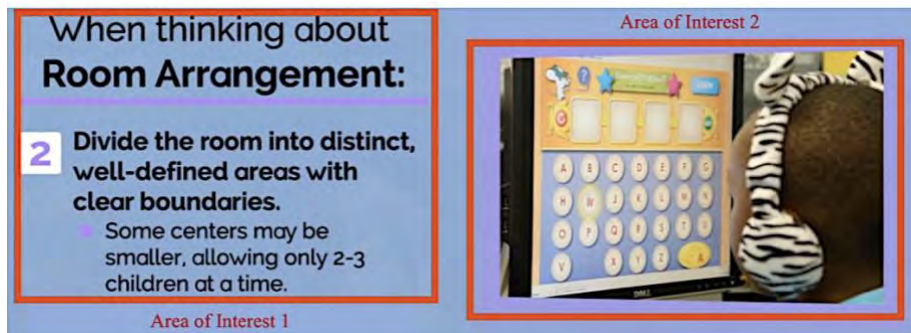 When thinking about
Room Arrangement:
2
Divide the room into distinct,
well-defined areas with
clear boundaries.
Some centers may be
smaller, allowing only 2-3
children at a time.
Area of Interest 1
Area of Interest 2
?
A B C D E F G
H W J K L M N
O P Q R S T U
V X Y Z
DELL